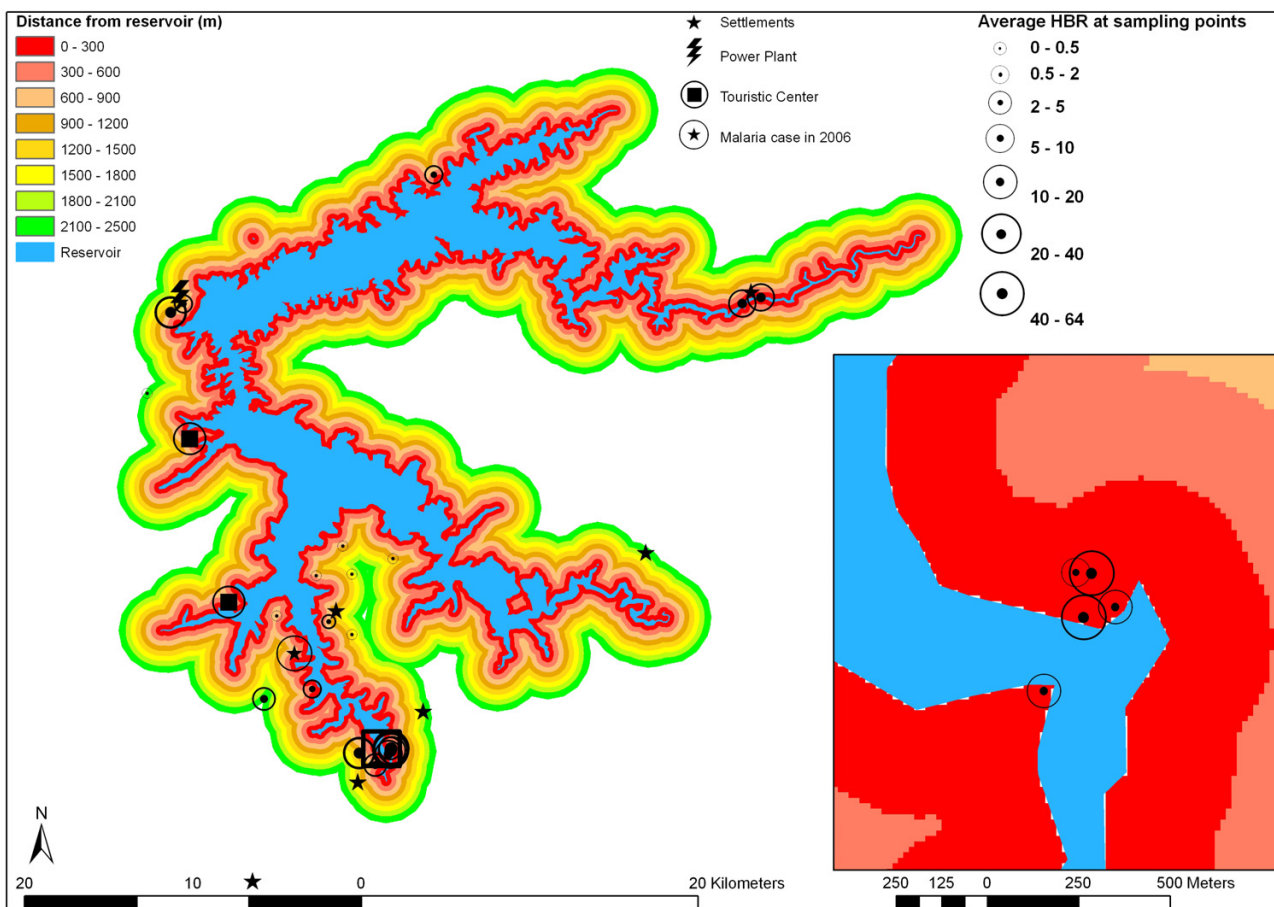 Distance from reservoir (m)
0 - 300
300 - 600
600 - 900
900 - 1200
1200 - 1500
1500 - 1800
1800 - 2100
2100 - 2500
Reservoir
Settlements
Power Plant
Touristic Center
Malaria case in 2006
Average HBR at sampling points
0 - 0.5
0.5 - 2
2 - 5
5 - 10
10 - 20
20 - 40
40 - 64
N
20 10 0 20 Kilometers
250 125 0 250 500 Meters